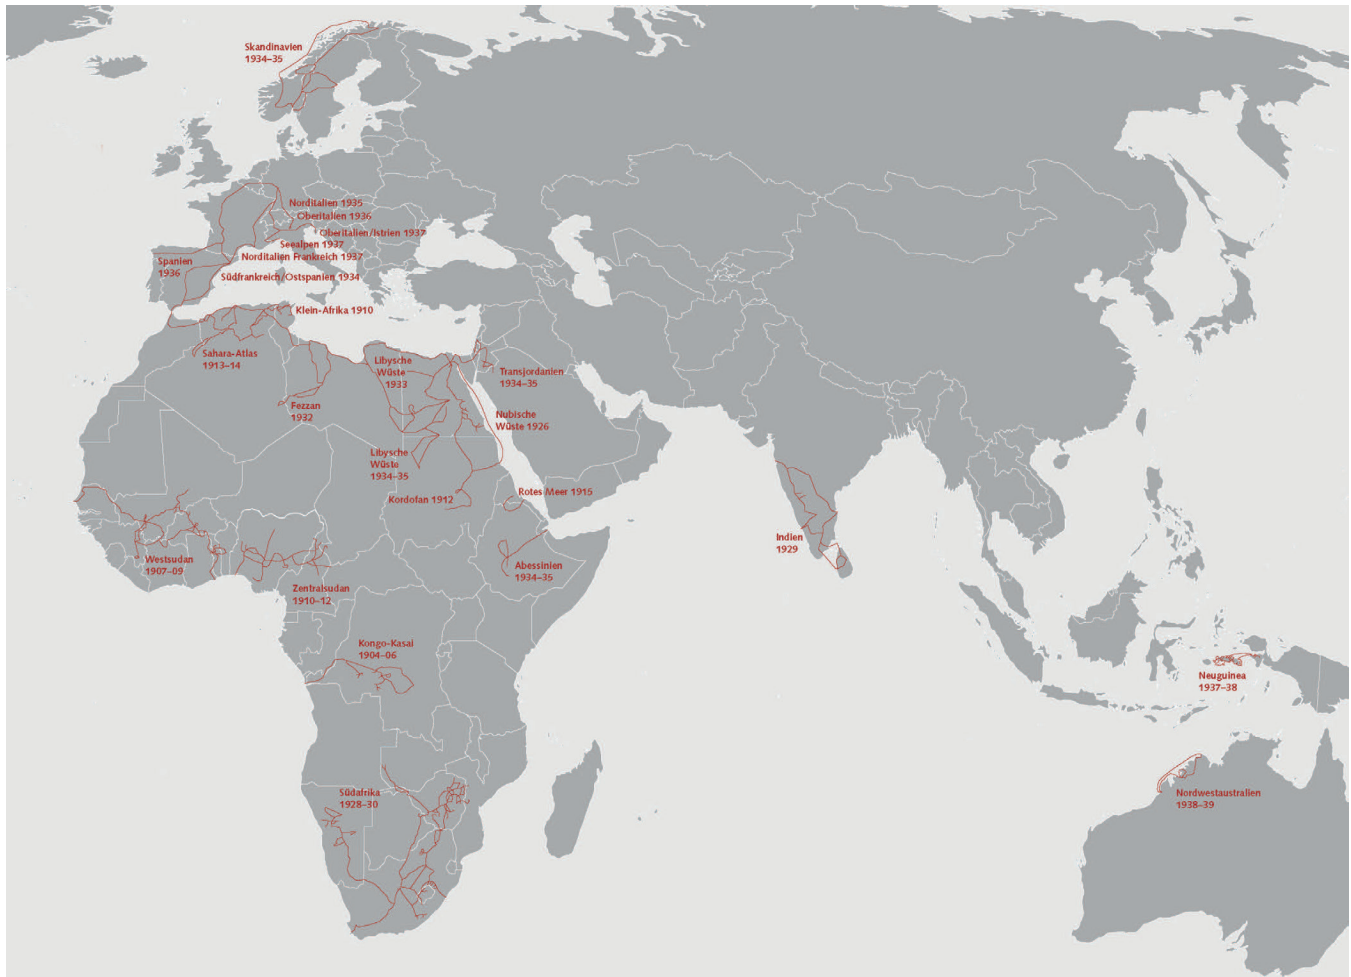 Skandinavien
1934–35
Norditalien 1935
Oberitalien 1936
Oberitalien/Istrien 1937
Seealpen 1937
Norditalien Frankreich 1937
Spanien
1936
Südfrankreich/Ostspanien 1934
Klein-Afrika 1910
Sahara-Atlas
1913–14
Libysche
Wüste
1933
Transjordanien
1934–35
Fezzan
1932
Nubische
Wüste 1926
Libysche
Wüste
1934–35
Kordofan 1912
Rotes Meer 1915
Westsudan
1907–09
Abessinien
1934–35
Indien
1929
Zentralsudan
1910–12
Kongo-Kasai
1904–06
Neuguinea
1937–38
Südafrika
1928–30
Nordwestaustralien
1938–39